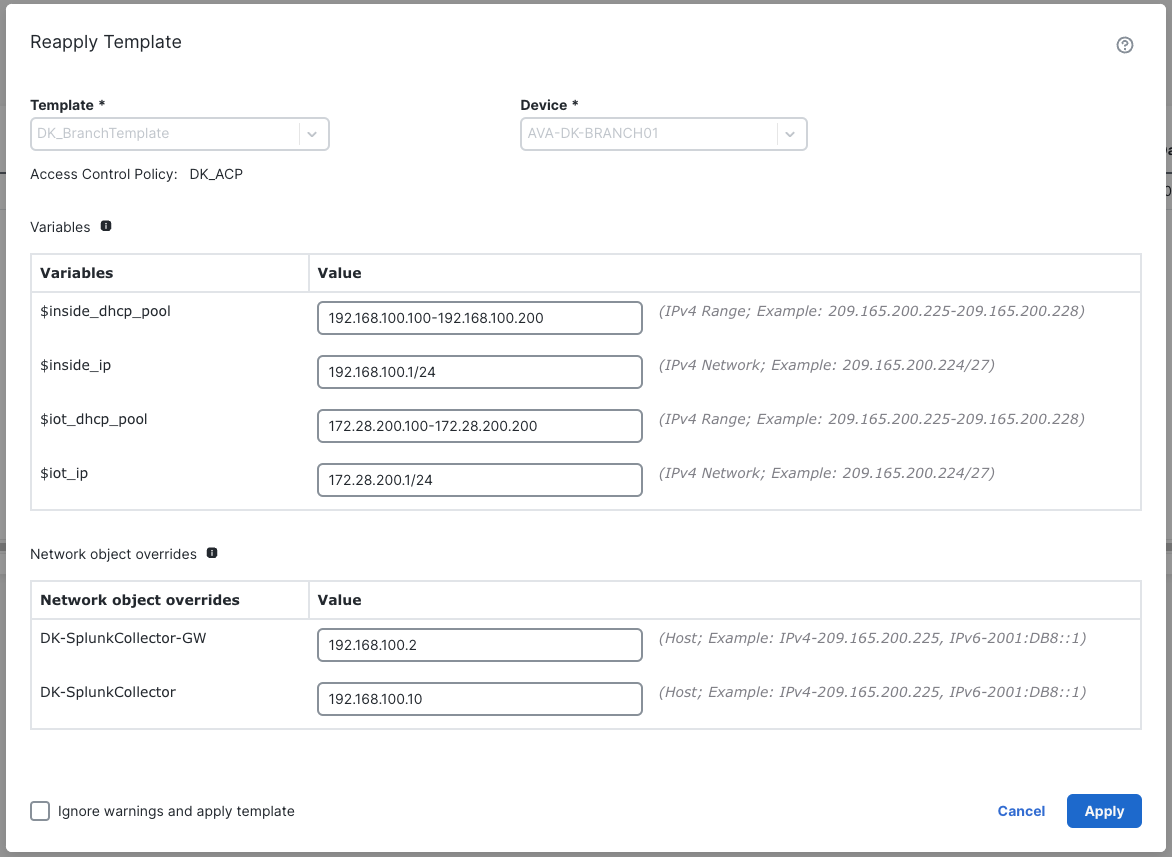 Reapply Template
Template * Device *
DK_BranchTemplate AVA-DK-BRANCH01
Access Control Policy: DK_ACP
Variables
Variables Value
$inside_dhcp_pool 192.168.100.100-192.168.100.200 (IPv4 Range; Example: 209.165.200.225-209.165.200.228)
$inside_ip 192.168.100.1/24 (IPv4 Network; Example: 209.165.200.224/27)
$iot_dhcp_pool 172.28.200.100-172.28.200.200 (IPv4 Range; Example: 209.165.200.225-209.165.200.228)
$iot_ip 172.28.200.1/24 (IPv4 Network; Example: 209.165.200.224/27)
Network object overrides
Network object overrides Value
DK-SplunkCollector-GW 192.168.100.2 (Host; Example: IPv4-209.165.200.225, IPv6-2001:DB8::1)
DK-SplunkCollector 192.168.100.10 (Host; Example: IPv4-209.165.200.225, IPv6-2001:DB8::1)
Ignore warnings and apply template Cancel Apply